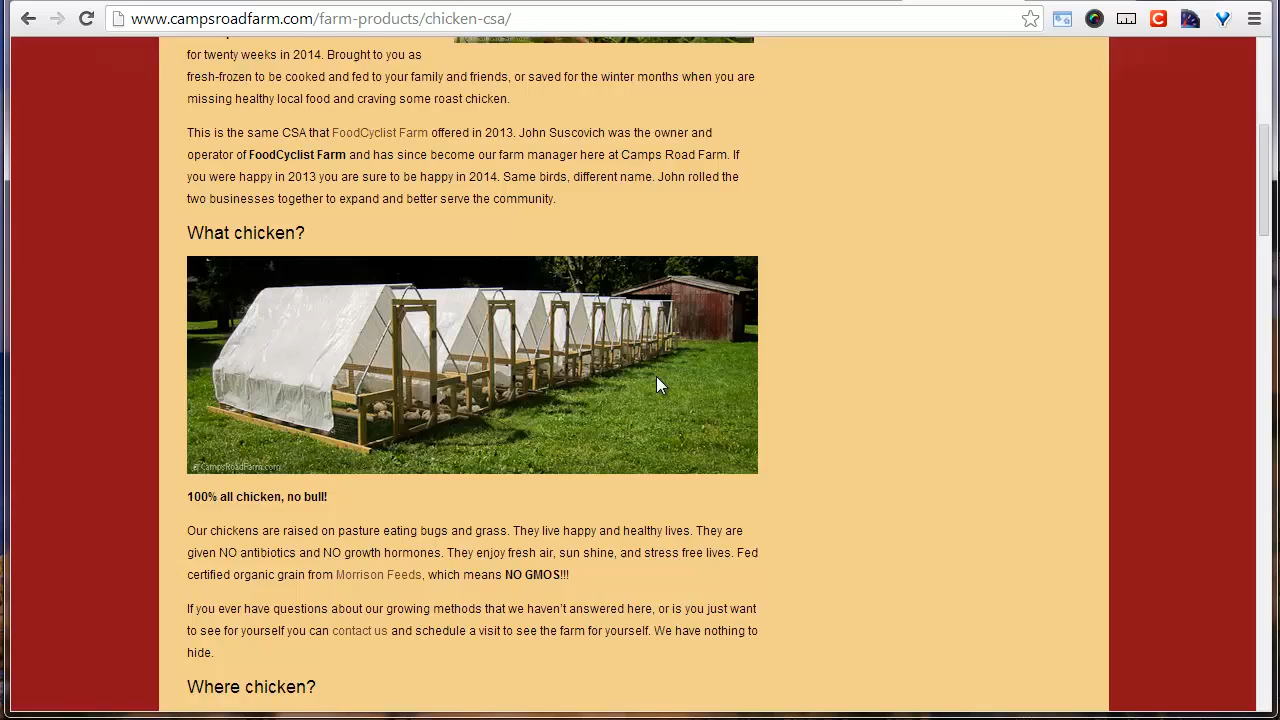 www.campsroadfarm.com/farm-products/chicken-csa/
for twenty weeks in 2014. Brought to you as
fresh-frozen to be cooked and fed to your family and friends, or saved for the winter months when you are
missing healthy local food and craving some roast chicken.
This is the same CSA that FoodCyclist Farm offered in 2013. John Suscovich was the owner and
operator of FoodCyclist Farm and has since become our farm manager here at Camps Road Farm. If
you were happy in 2013 you are sure to be happy in 2014. Same birds, different name. John rolled the
two businesses together to expand and better serve the community.
What chicken?
© CampsRoadFarm.com
100% all chicken, no bull!
Our chickens are raised on pasture eating bugs and grass. They live happy and healthy lives. They are
given NO antibiotics and NO growth hormones. They enjoy fresh air, sun shine, and stress free lives. Fed
certified organic grain from Morrison Feeds, which means NO GMOS!!!
If you ever have questions about our growing methods that we haven't answered here, or is you just want
to see for yourself you can contact us and schedule a visit to see the farm for yourself. We have nothing to
hide.
Where chicken?